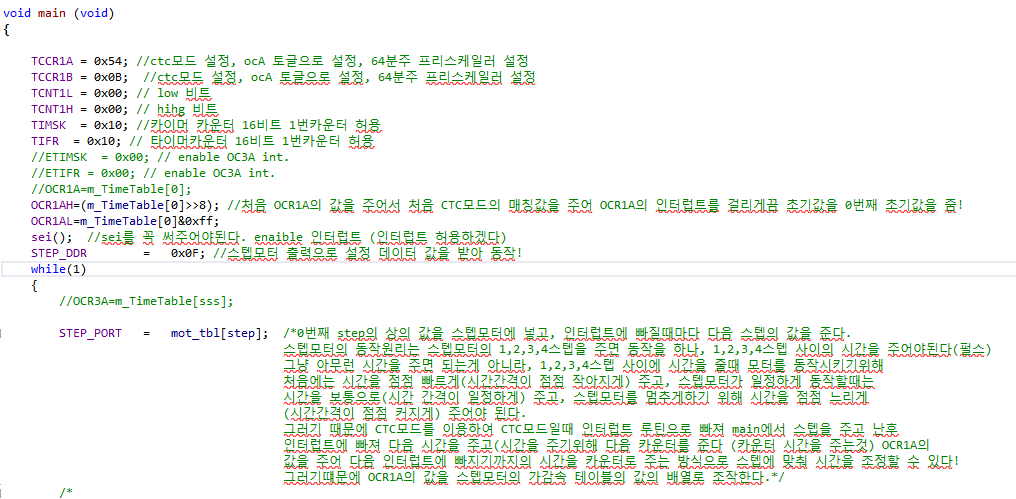 void main (void)
{
TCCR1A = 0x54; //ctc모드 설정, ocA 토글으로 설정, 64분주 프리스케일러 설정
TCCR1B = 0x0B;  //ctc모드 설정, ocA 토글으로 설정, 64분주 프리스케일러 설정
TCNT1L = 0x00; // low 비트
TCNT1H = 0x00; // hihg 비트
TIMSK  = 0x10; //카이머 카운터 16비트 1번카운터 허용
TIFR  = 0x10; // 타이머카운터 16비트 1번카운터 허용
//ETIMSK  = 0x00; // enable OC3A int.
//ETIFR = 0x00; // enable OC3A int.
//OCR1A=m_TimeTable[0];
OCR1AH=(m_TimeTable[0]>>8); //처음 OCR1A의 값을 주어서 처음 CTC모드의 매칭값을 주어 OCR1A의 인터럽트를 걸리게끔 초기값을 0번째 초기값을 줌!
OCR1AL=m_TimeTable[0]&0xff;
sei();  //sei를 꼭 써주어야된다. enaible 인터럽트 (인터럽트 허용하겠다)
STEP_DDR        =   0x0F; //스텝모터 출력으로 설정 데이터 값을 받아 동작!
while(1)
{
//OCR3A=m_TimeTable[sss];
STEP_PORT   =   mot_tbl[step];  /*0번째 step의 상의 값을 스텝모터에 넣고, 인터럽트에 빠질때마다 다음 스텝의 값을 준다.
스텝모터의 동작원리는 스텝모터의 1,2,3,4스텝을 주면 동작을 하나, 1,2,3,4스텝 사이의 시간을 주어야된다(펄스)
그냥 아무런 시간을 주면 되는게 아니라, 1,2,3,4스텝 사이에 시간을 줄때 모터를 동작시키기위해
처음에는 시간을 점점 빠르게(시간간격이 점점 작아지게) 주고, 스텝모터가 일정하게 동작할때는
시간을 보통으로(시간 간격이 일정하게) 주고, 스텝모터를 멈추게하기 위해 시간을 점점 느리게
(시간간격이 점점 커지게) 주어야 된다.
그러기 때문에 CTC모드를 이용하여 CTC모드일때 인터럽트 루틴으로 빠져 main에서 스텝을 주고 난후
인터럽트에 빠져 다음 시간을 주고(시간을 주기위해 다음 카운터를 준다 (카운터 시간을 주는것) OCR1A의
값을 주어 다음 인터럽트에 빠지기까지의 시간을 카운터로 주는 방식으로 스텝에 맞춰 시간을 조정할 수 있다!
그러기때문에 OCR1A의 값을 스텝모터의 가감속 테이블의 값의 배열로 조작한다.*/
/*